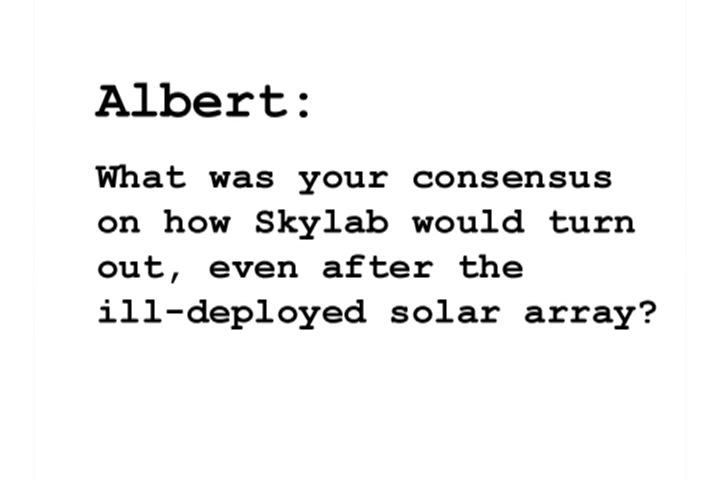 Albert:
What was your consensus
on how Skylab would turn
out, even after the
ill-deployed solar array?